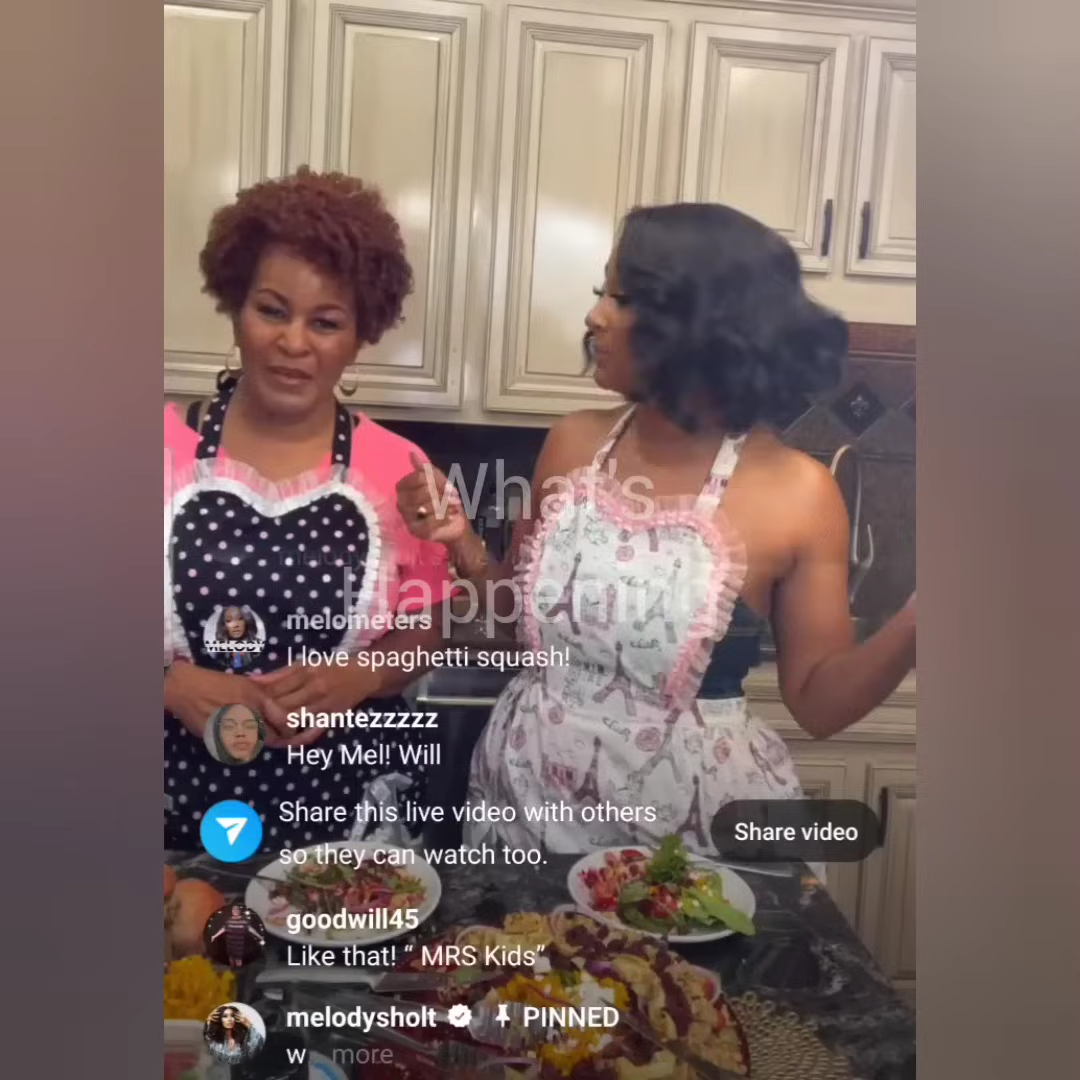 What's
Happening
melometers
MELODY
I love spaghetti squash!
shantezzzzz
Hey Mel! Will
Share this live video with others
so they can watch too.
Share video
goodwill45
Like that! “ MRS Kids”
melodysholt PINNED
w... more